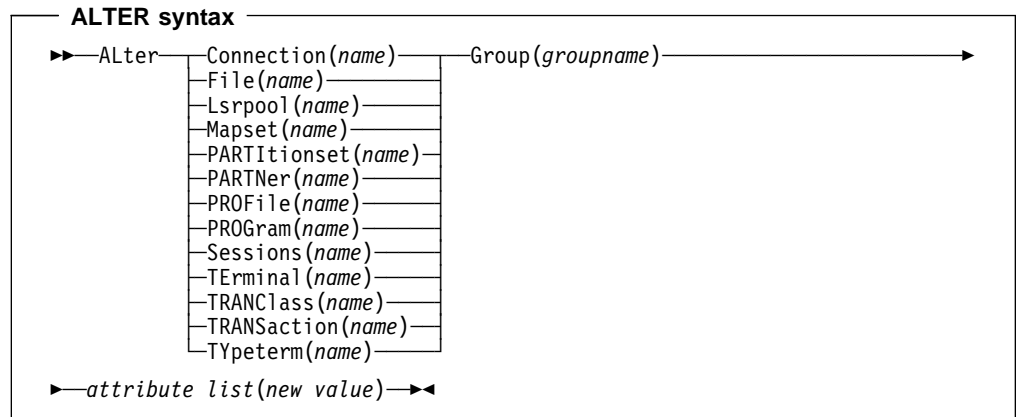 ALTER syntax
ALter Connection(name) Group(groupname)
File(name)
Lsrpool(name)
Mapset(name)
PARTItionset(name)
PARTNer(name)
PROFile(name)
PROGram(name)
Sessions(name)
TErminal(name)
TRANClass(name)
TRANSaction(name)
TYpeterm(name)
attribute list(new value)